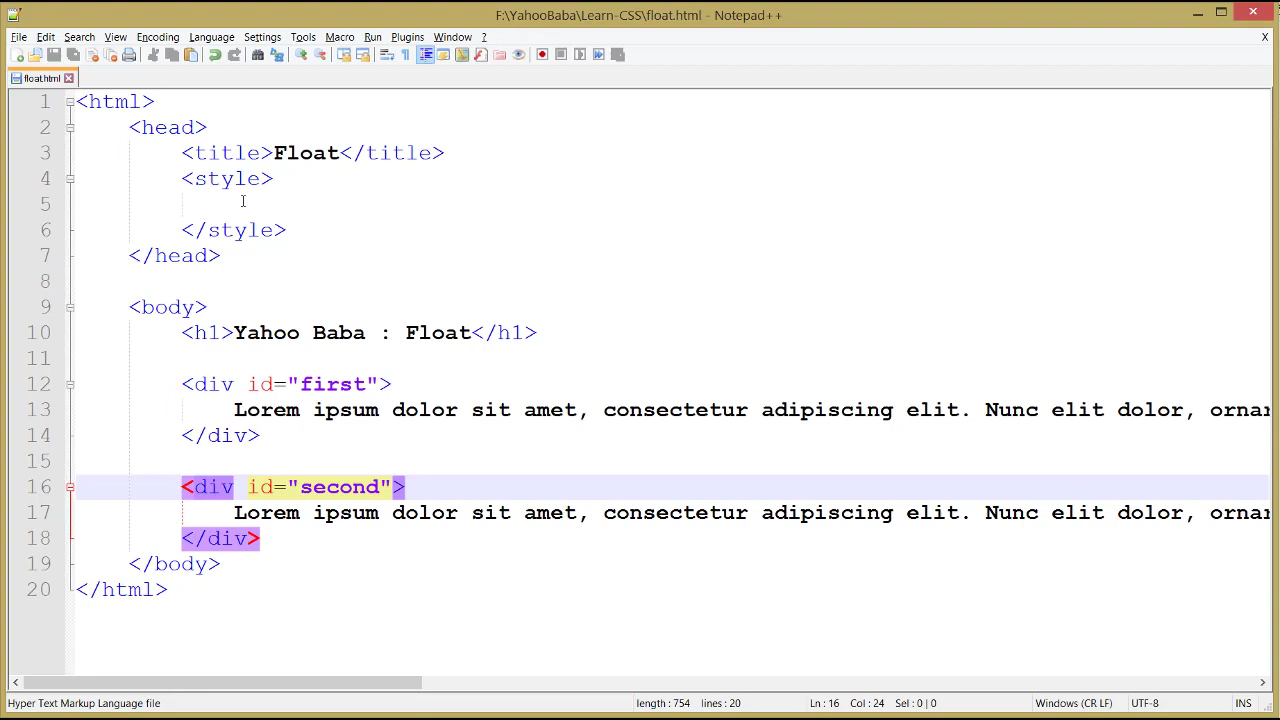 F:\YahooBaba\Learn-CSS\float.html - Notepad++
File Edit Search View Encoding Language Settings Tools Macro Run Plugins Window ? X
float.html
1 <html>
2 <head>
3 <title>Float</title>
4 <style>
5
6 </style>
7 </head>
8
9 <body>
10 <h1>Yahoo Baba : Float</h1>
11
12 <div id="first">
13 Lorem ipsum dolor sit amet, consectetur adipiscing elit. Nunc elit dolor, ornar
14 </div>
15
16 <div id="second">
17 Lorem ipsum dolor sit amet, consectetur adipiscing elit. Nunc elit dolor, ornar
18 </div>
19 </body>
20 </html>
Hyper Text Markup Language file length : 754 lines : 20 Ln : 16 Col : 24 Sel : 0 | 0 Windows (CR LF) UTF-8 INS